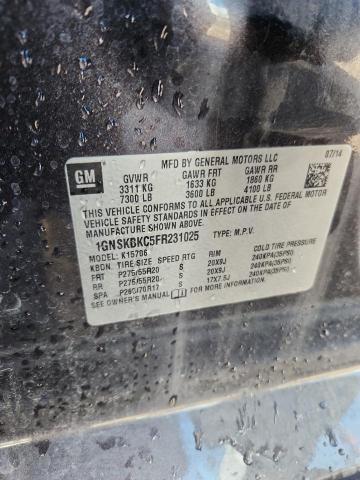 GM
MFD BY GENERAL MOTORS LLC
07/14
GVWR GAWR FRT GAWR RR
3311 KG 1633 KG 1860 KG
7300 LB 3600 LB 4100 LB
THIS VEHICLE CONFORMS TO ALL APPLICABLE U.S. FEDERAL MOTOR
VEHICLE SAFETY STANDARDS IN EFFECT ON THE DATE OF
MANUFACTURE SHOWN ABOVE.
1GNSKBKC5FR231025 TYPE: M.P.V.
MODEL: K15706
KBDN TIRE SIZE SPEED RTG RIM COLD TIRE PRESSURE
FRT P275/55R20 S 20X9J 240KPA(35PSI)
RR P275/55R20 S 20X9J 240KPA(35PSI)
SPA P265/70R17 S 17X7.5J 240KPA(35PSI)
SEE OWNER'S MANUAL FOR ADDITIONAL INFORMATION.